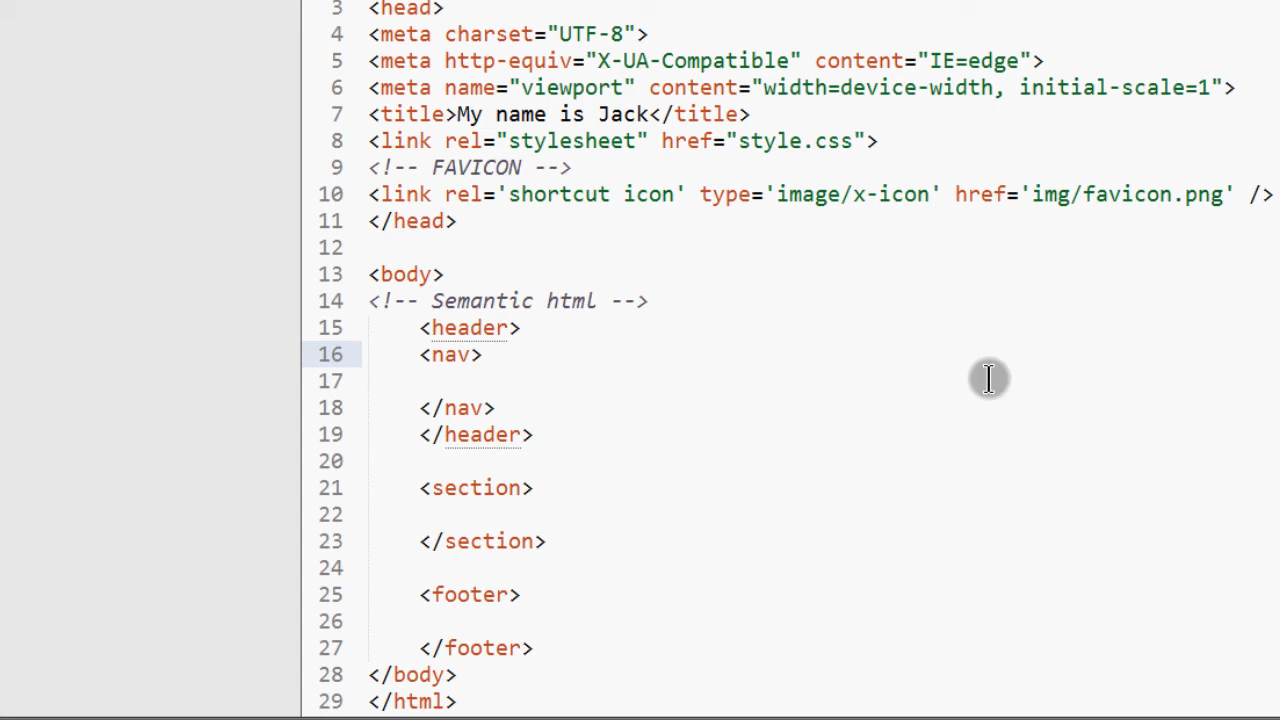 3 <head>
4 <meta charset="UTF-8">
5 <meta http-equiv="X-UA-Compatible" content="IE=edge">
6 <meta name="viewport" content="width=device-width, initial-scale=1">
7 <title>My name is Jack</title>
8 <link rel="stylesheet" href="style.css">
9 <!-- FAVICON -->
10 <link rel='shortcut icon' type='image/x-icon' href='img/favicon.png' />
11 </head>
12
13 <body>
14 <!-- Semantic html -->
15     <header>
16     <nav>
17
18     </nav>
19     </header>
20
21     <section>
22
23     </section>
24
25     <footer>
26
27     </footer>
28 </body>
29 </html>